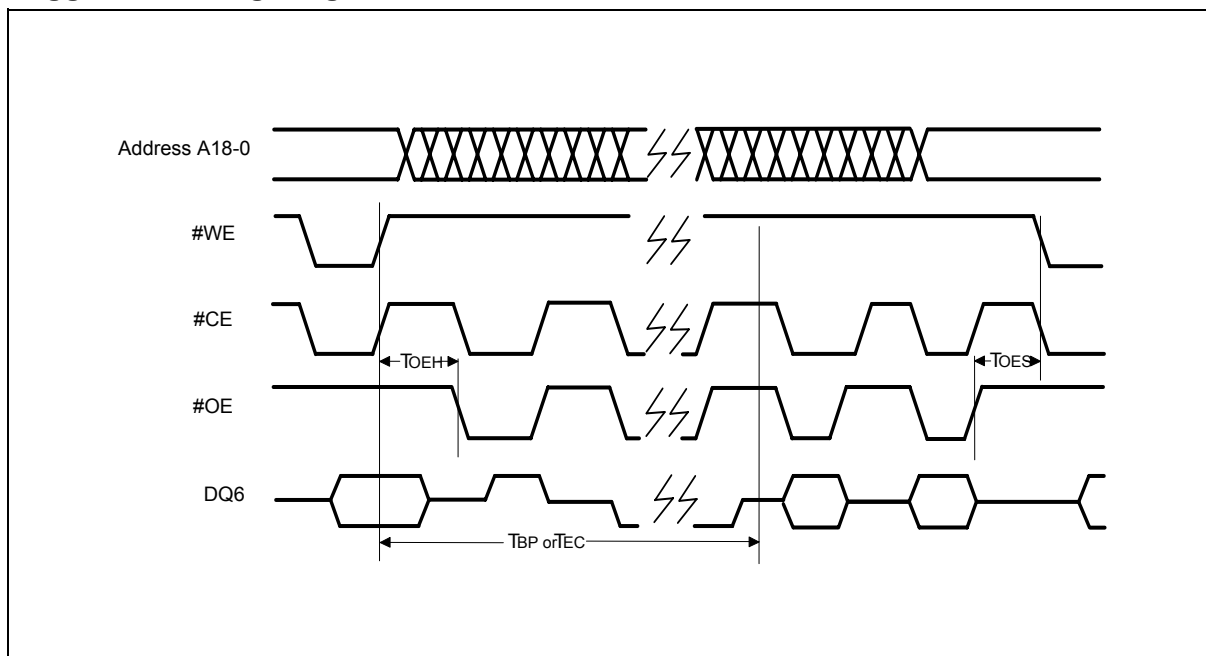 Address A18-0
#WE
#CE
TOEH
TOES
#OE
DQ6
TBP orTEC